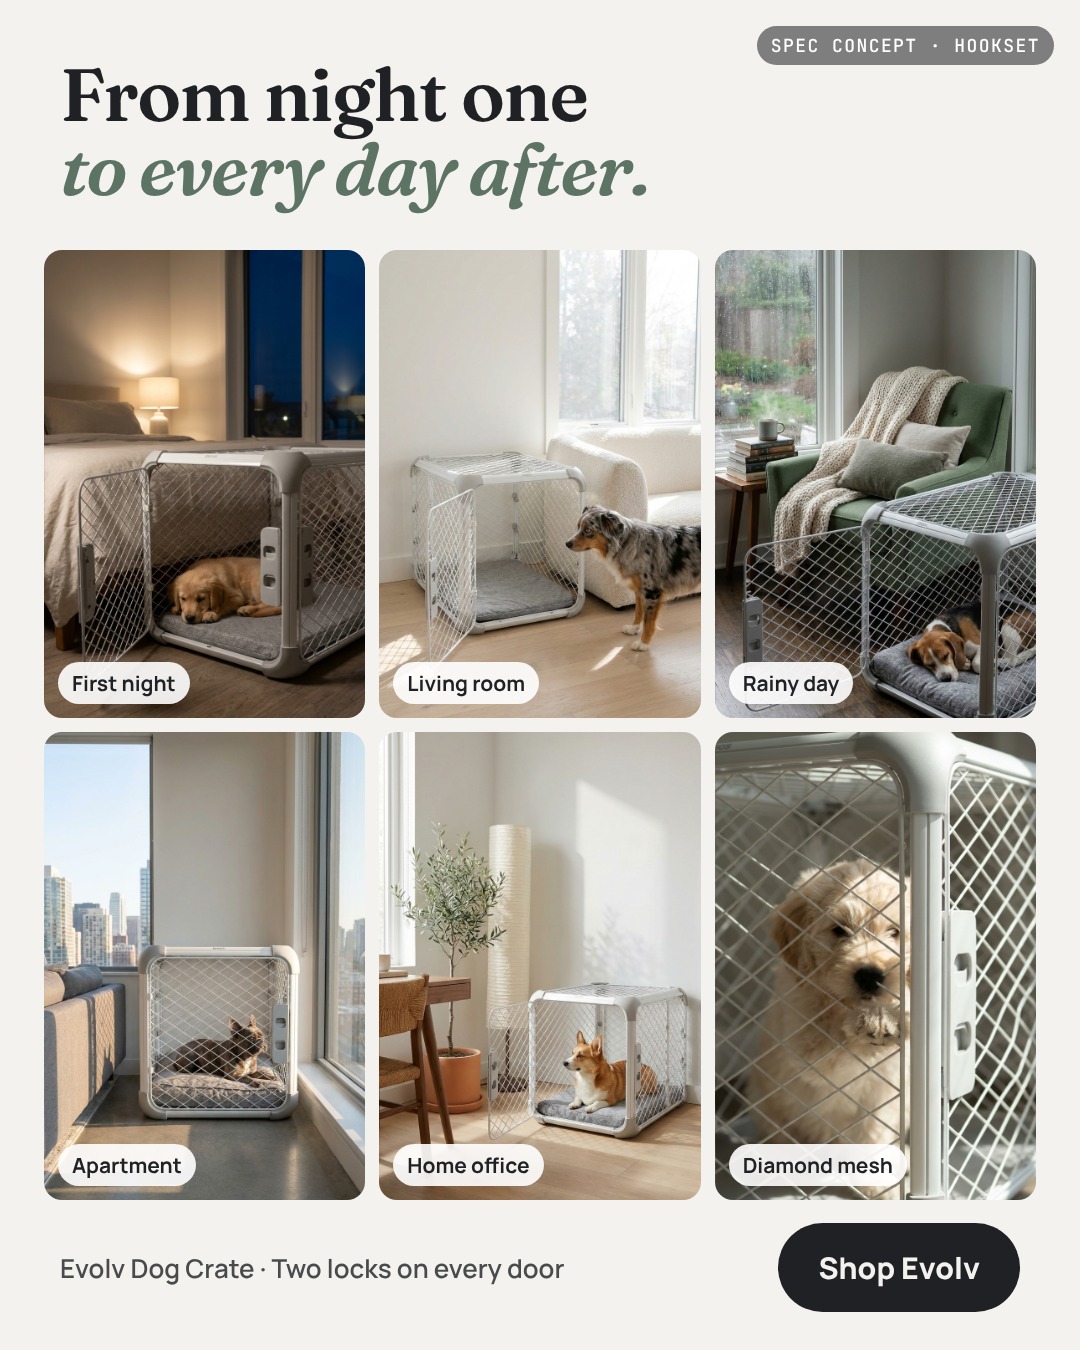 SPEC CONCEPT · HOOKSET
From night one
to every day after.
First night
Living room
Rainy day
Apartment
Home office
Diamond mesh
Evolv Dog Crate · Two locks on every door
Shop Evolv